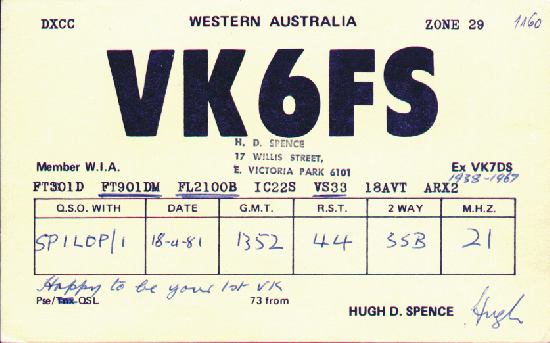 DXCC WESTERN AUSTRALIA ZONE 29 1160
VK6FS
H. D. SPENCE
17 WILLIS STREET,
E. VICTORIA PARK 6101
Member W.I.A. Ex VK7DS
1938-1967
FT301D FT901DM FL2100B IC22S VS33 18AVT ARX2
Q.S.O. WITH DATE G.M.T. R.S.T. 2 WAY M.H.Z.
SP1LOP/1 18-4-81 1352 44 SSB 21
Happy to be your 1st VK
Pse/Tnx QSL 73 from HUGH D. SPENCE Hugh